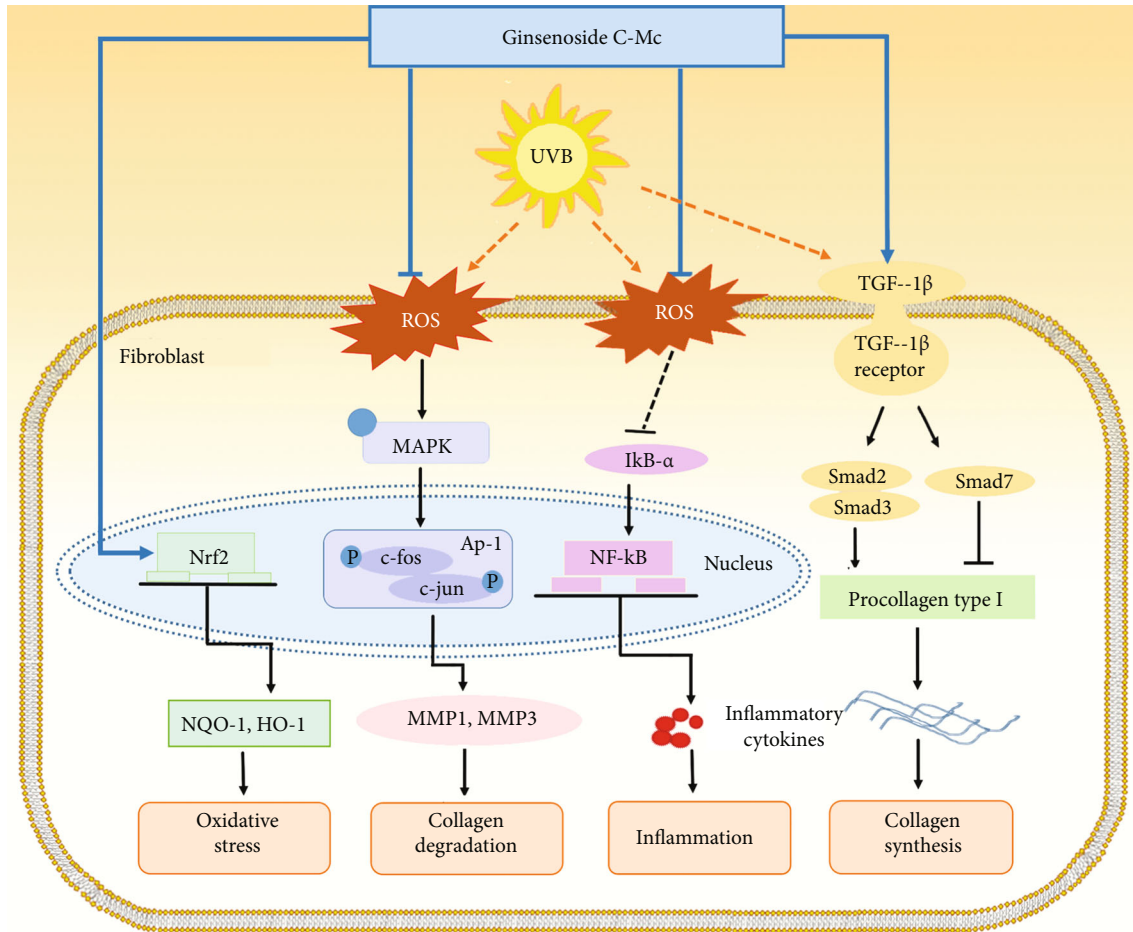 Ginsenoside C-Mc
UVB
TGF--1β
ROS
ROS
TGF--1β
receptor
Fibroblast
MAPK
IkB-α
Smad2
Smad3
Smad7
Nrf2
Ap-1
P
c-fos
c-jun
P
NF-kB
Nucleus
Procollagen type I
NQO-1, HO-1
MMP1, MMP3
Inflammatory
cytokines
Oxidative
stress
Collagen
degradation
Inflammation
Collagen
synthesis